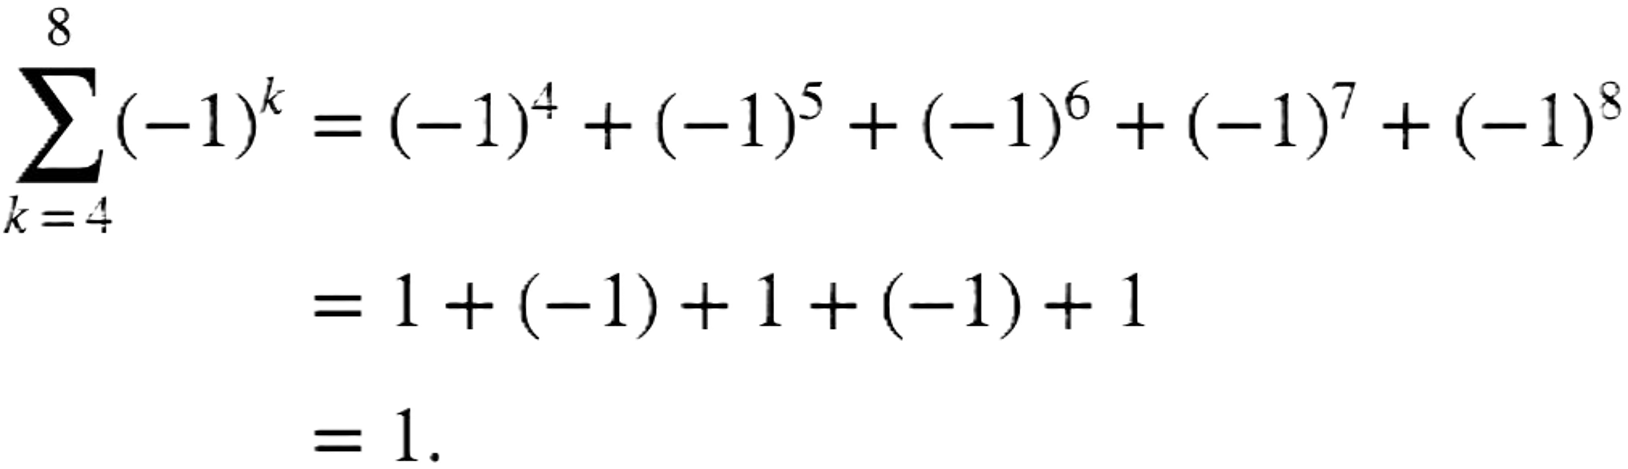 \sum_{k=4}^{8} (-1)^k = (-1)^4 + (-1)^5 + (-1)^6 + (-1)^7 + (-1)^8
= 1 + (-1) + 1 + (-1) + 1
= 1.